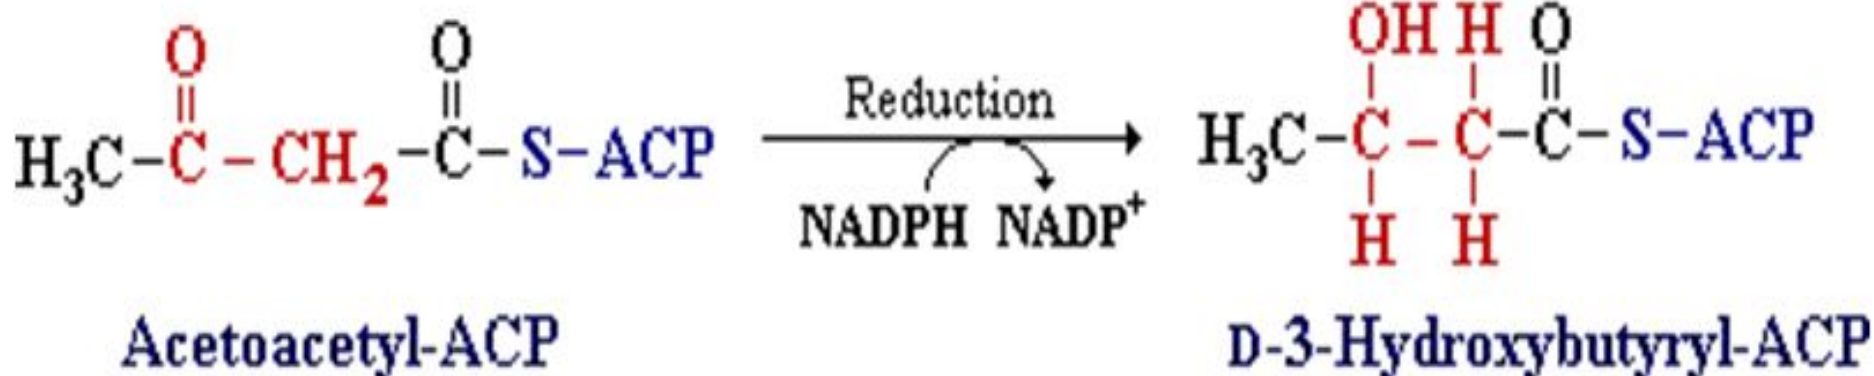 O O OH H O
H₃C–C–CH₂–C–S–ACP Reduction H₃C–C–C–C–S–ACP
NADPH NADP⁺ H H
Acetoacetyl-ACP D-3-Hydroxybutyryl-ACP